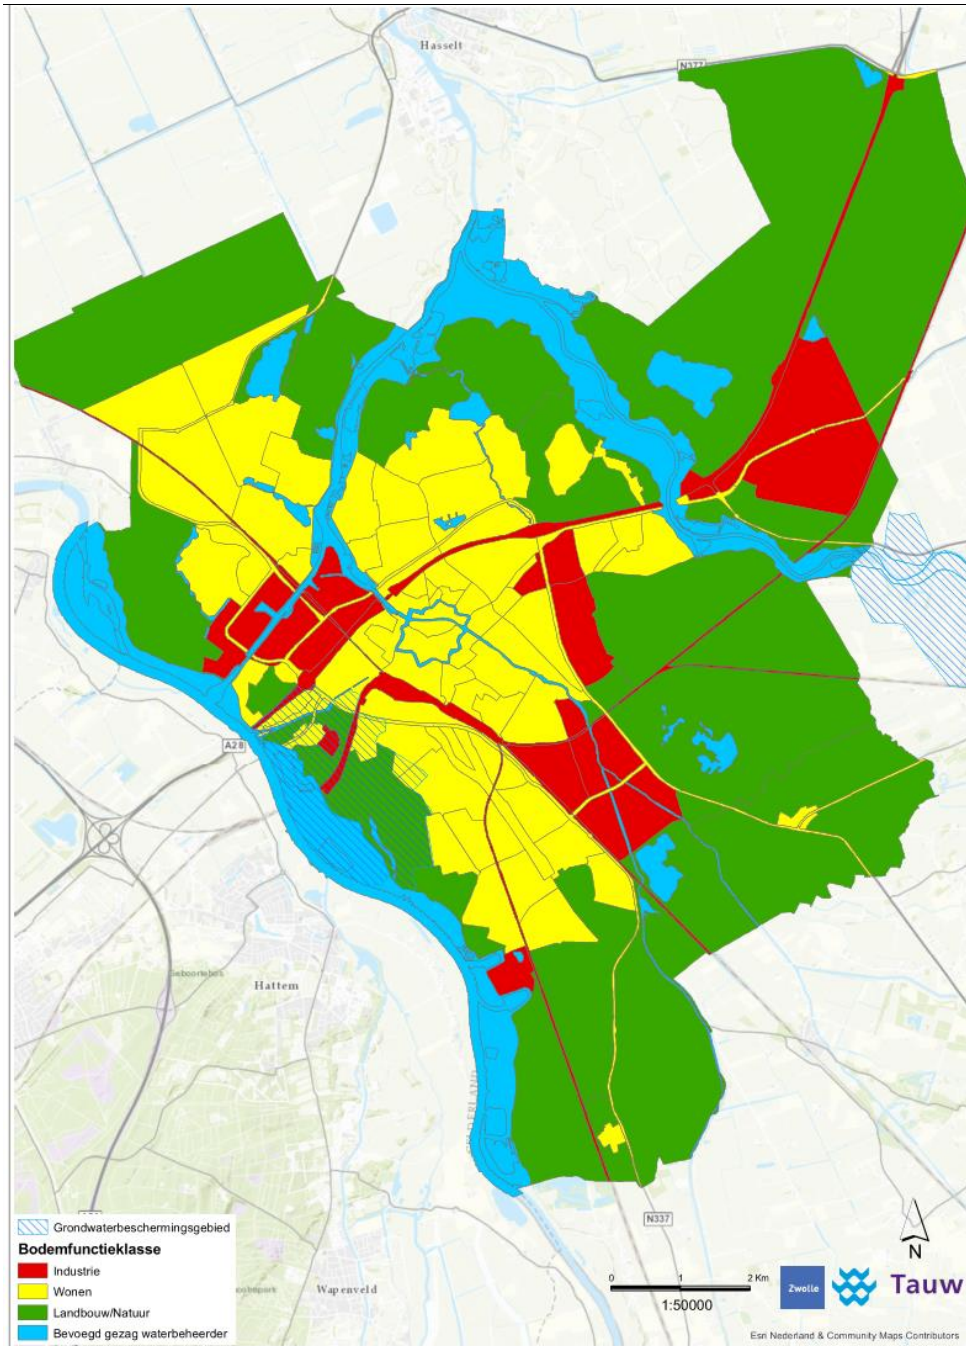 Hasselt
N377
A28
Hattem
GELDERLAND
N337
Wapenveld
Grondwaterbeschermingsgebied
Bodemfunctieklasse
Industrie
Wonen
Landbouw/Natuur
Bevoegd gezag waterbeheerder
N
0 1 2 Km
1:50000
Zwolle
Tauw
Esri Nederland & Community Maps Contributors